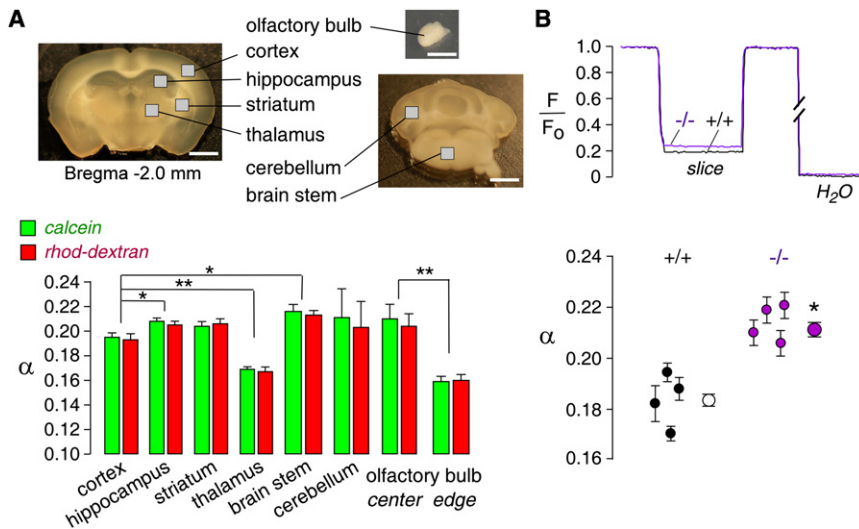 A
olfactory bulb
cortex
hippocampus
striatum
thalamus
cerebellum
brain stem
Bregma -2.0 mm
calcein
rhod-dextran
0.24
0.22
0.20
0.18
0.16
0.14
0.12
0.10
α
*
**
*
**
cortex
hippocampus
striatum
thalamus
brain stem
cerebellum
olfactory bulb
center edge
B
1.0
0.8
0.6
0.4
0.2
0
F
Fo
-/- +/+
slice
H2O
0.24
0.22
0.20
0.18
0.16
α
+/+
-/-
*